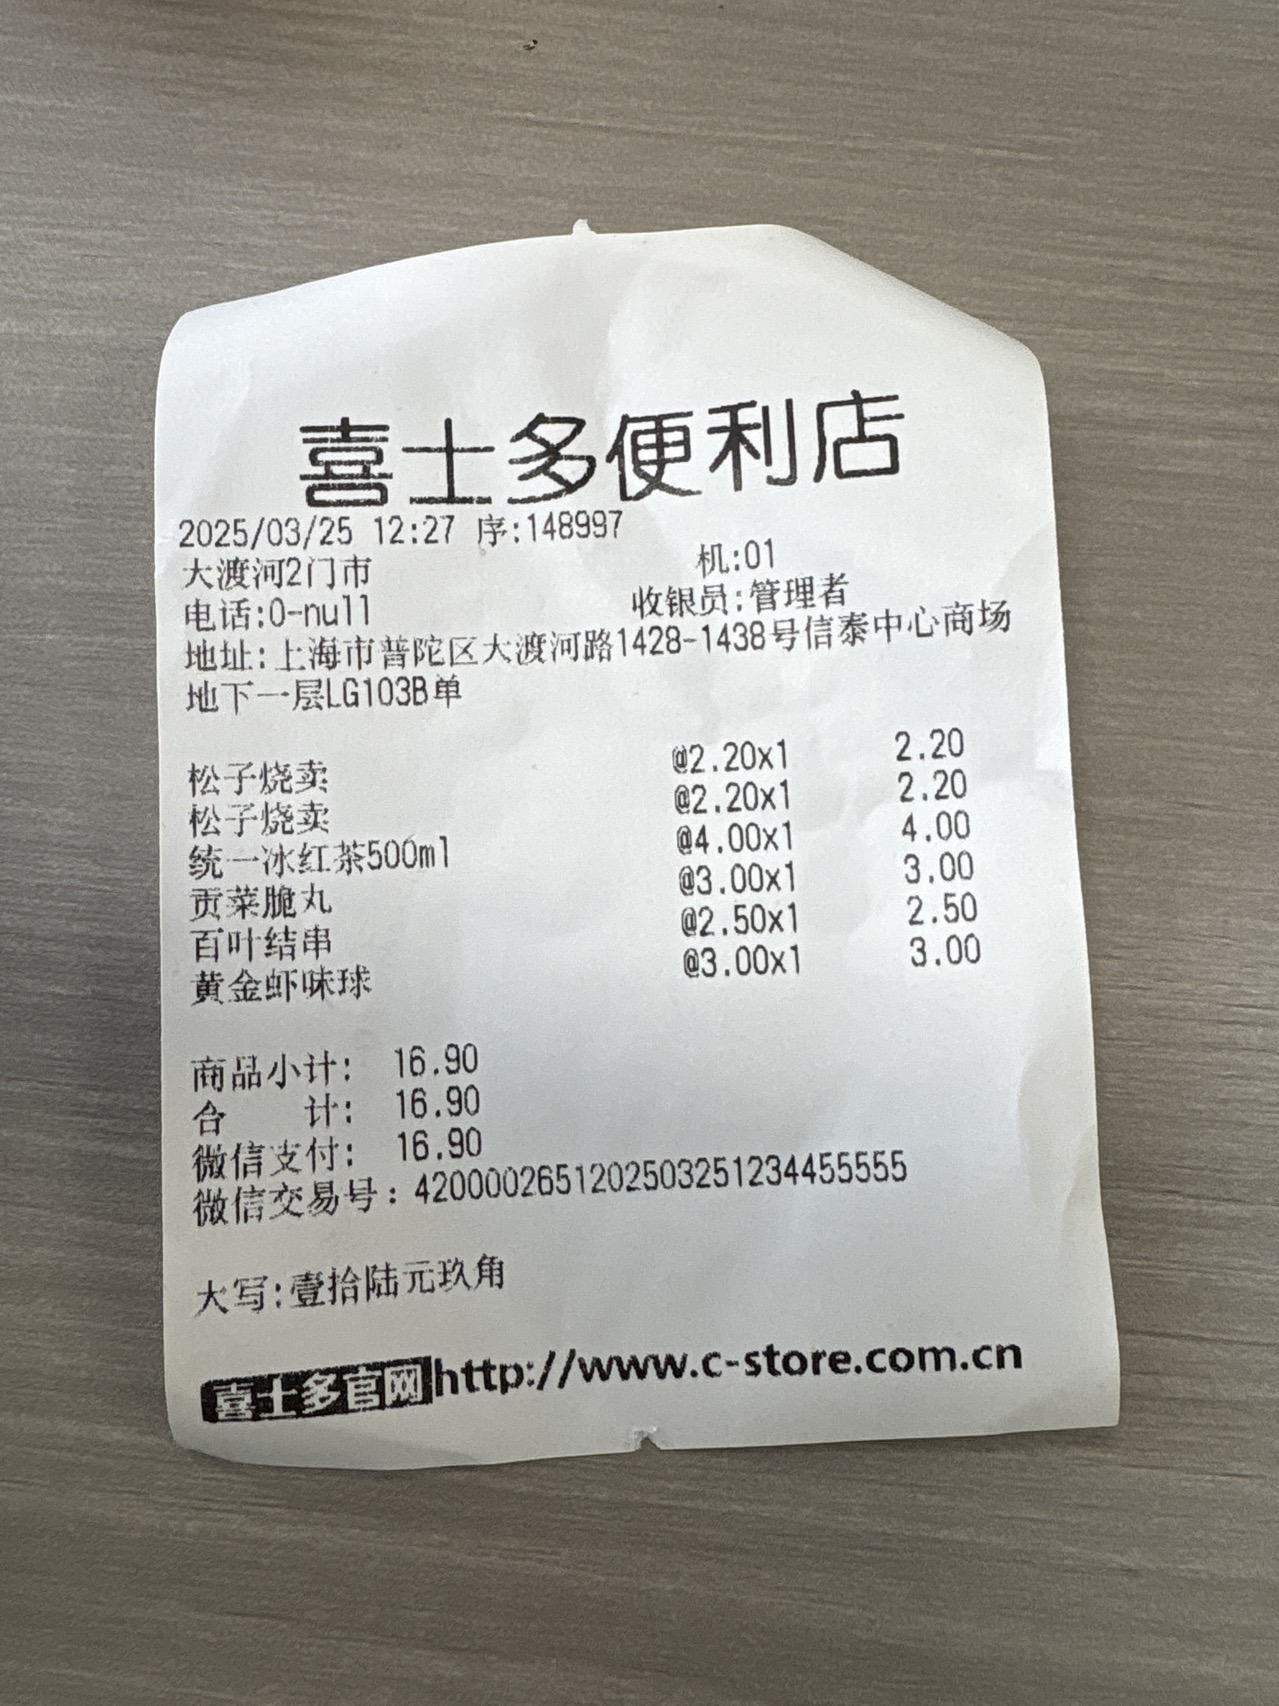 喜士多便利店
2025/03/25 12:27 序:148997
大渡河2门市 机:01
电话:0-null 收银员:管理者
地址:上海市普陀区大渡河路1428-1438号信泰中心商场
地下一层LG103B单
松子烧卖 @2.20x1 2.20
松子烧卖 @2.20x1 2.20
统一冰红茶500ml @4.00x1 4.00
贡菜脆丸 @3.00x1 3.00
百叶结串 @2.50x1 2.50
黄金虾味球 @3.00x1 3.00
商品小计: 16.90
合 计: 16.90
微信支付: 16.90
微信交易号:4200002651202503251234455555
大写:壹拾陆元玖角
喜士多官网http://www.c-store.com.cn